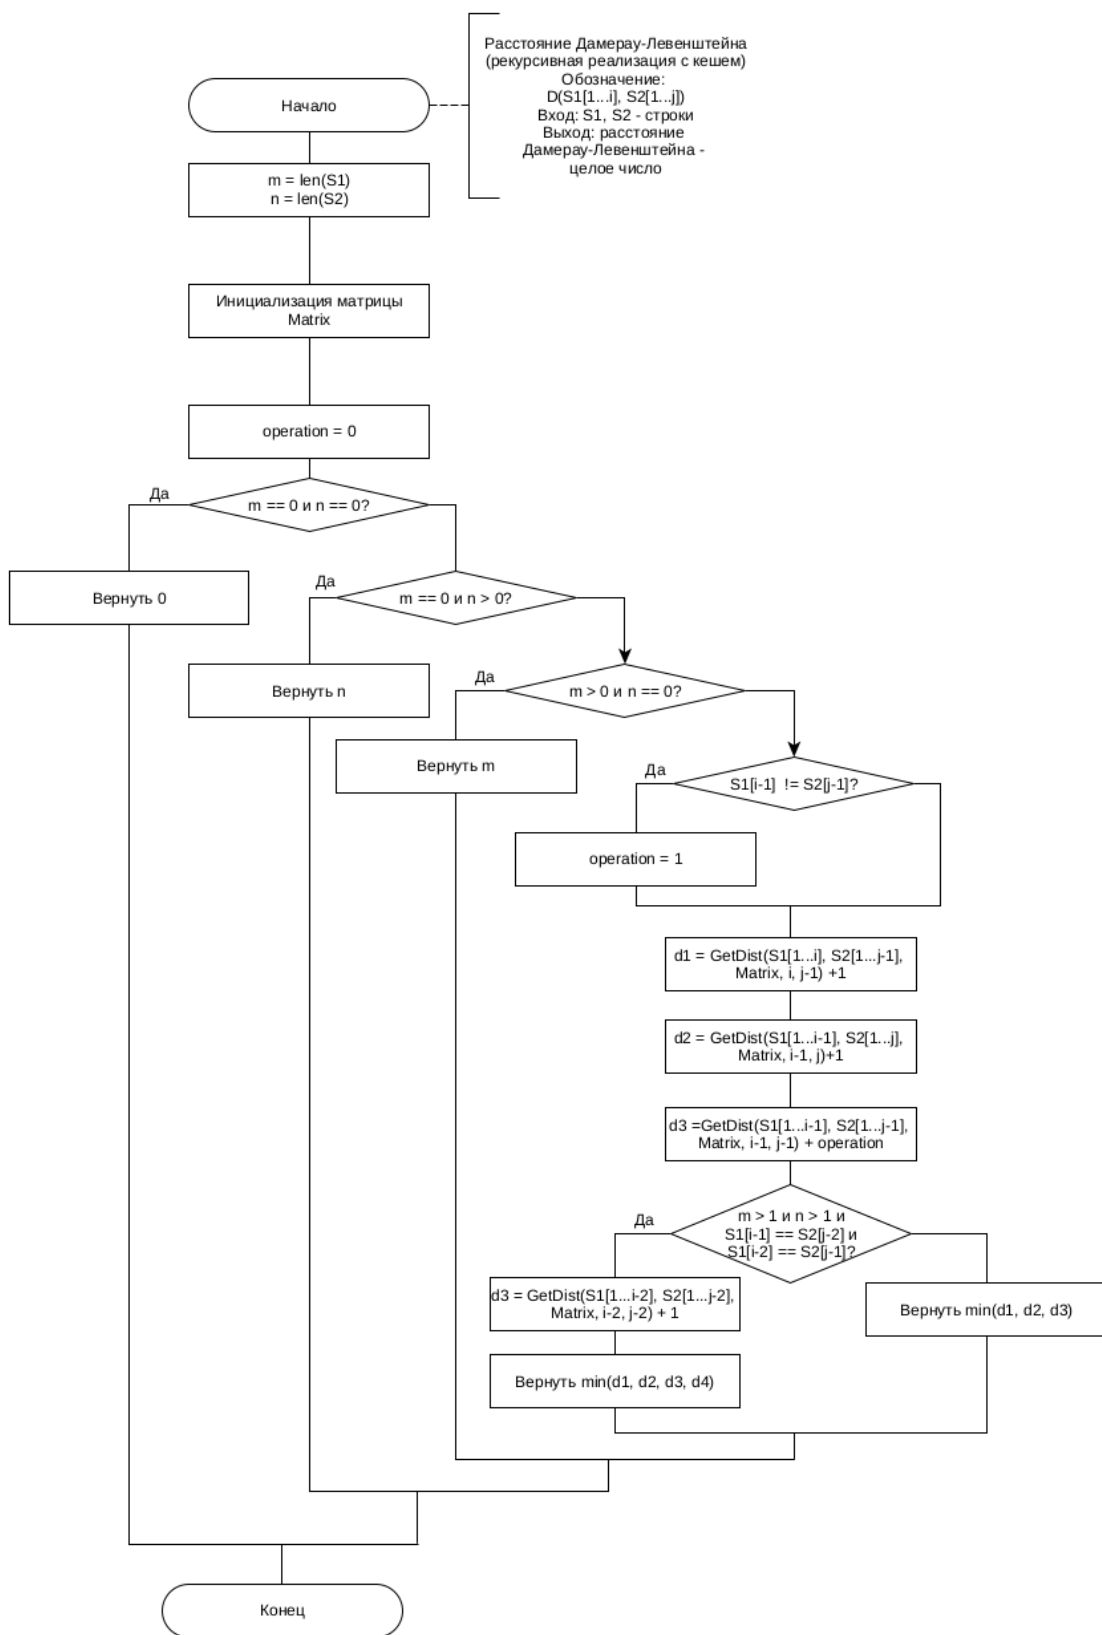 Расстояние Дамерау-Левенштейна
(рекурсивная реализация с кешем)
Обозначение:
D(S1[1...i], S2[1...j])
Вход: S1, S2 - строки
Выход: расстояние
Дамерау-Левенштейна -
целое число
Начало
m = len(S1)
n = len(S2)
Инициализация матрицы
Matrix
operation = 0
Да
m == 0 и n == 0?
Вернуть 0
Да
m == 0 и n > 0?
Вернуть n
Да
m > 0 и n == 0?
Вернуть m
Да
S1[i-1] != S2[j-1]?
operation = 1
d1 = GetDist(S1[1...i], S2[1...j-1],
Matrix, i, j-1) +1
d2 = GetDist(S1[1...i-1], S2[1...j],
Matrix, i-1, j)+1
d3 =GetDist(S1[1...i-1], S2[1...j-1],
Matrix, i-1, j-1) + operation
Да
m > 1 и n > 1 и
S1[i-1] == S2[j-2] и
S1[i-2] == S2[j-1]?
d3 = GetDist(S1[1...i-2], S2[1...j-2],
Matrix, i-2, j-2) + 1
Вернуть min(d1, d2, d3)
Вернуть min(d1, d2, d3, d4)
Конец